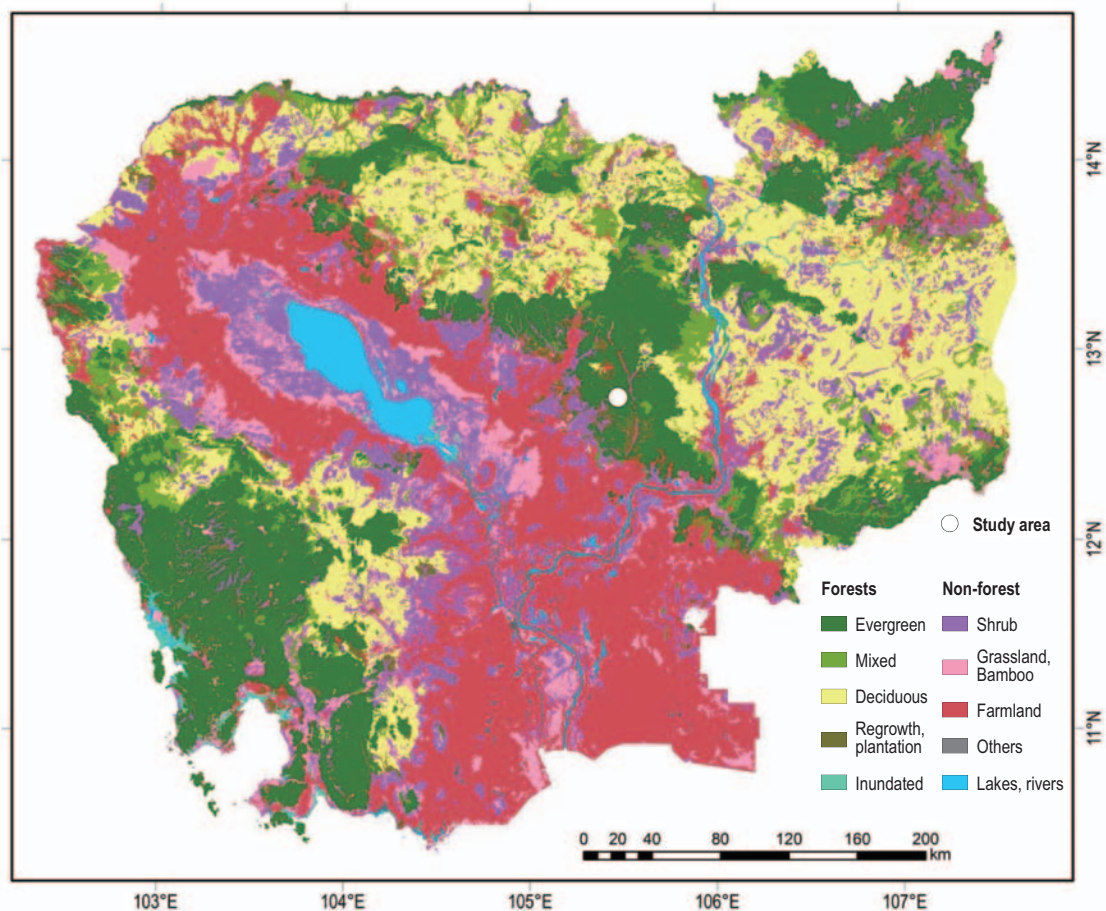 14°N
13°N
12°N
11°N
Study area
Forests
Evergreen
Mixed
Deciduous
Regrowth,
plantation
Inundated
Non-forest
Shrub
Grassland,
Bamboo
Farmland
Others
Lakes, rivers
0 20 40 80 120 160 200
km
103°E 104°E 105°E 106°E 107°E